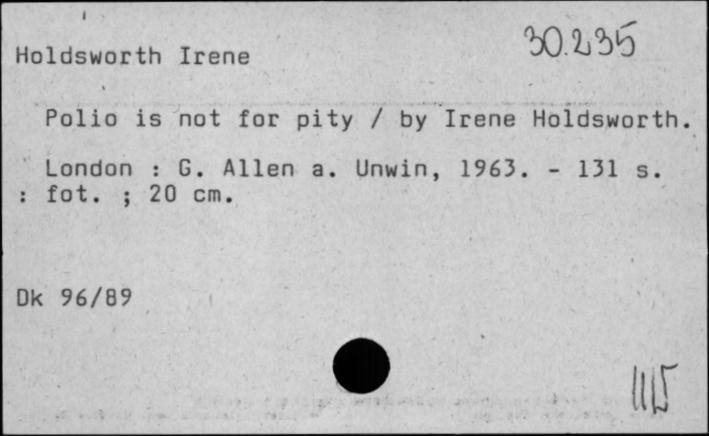 30.235
Holdsworth Irene
Polio is not for pity / by Irene Holdsworth.
London : G. Allen a. Unwin, 1963. - 131 s.
: fot. ; 20 cm.
Dk 96/89